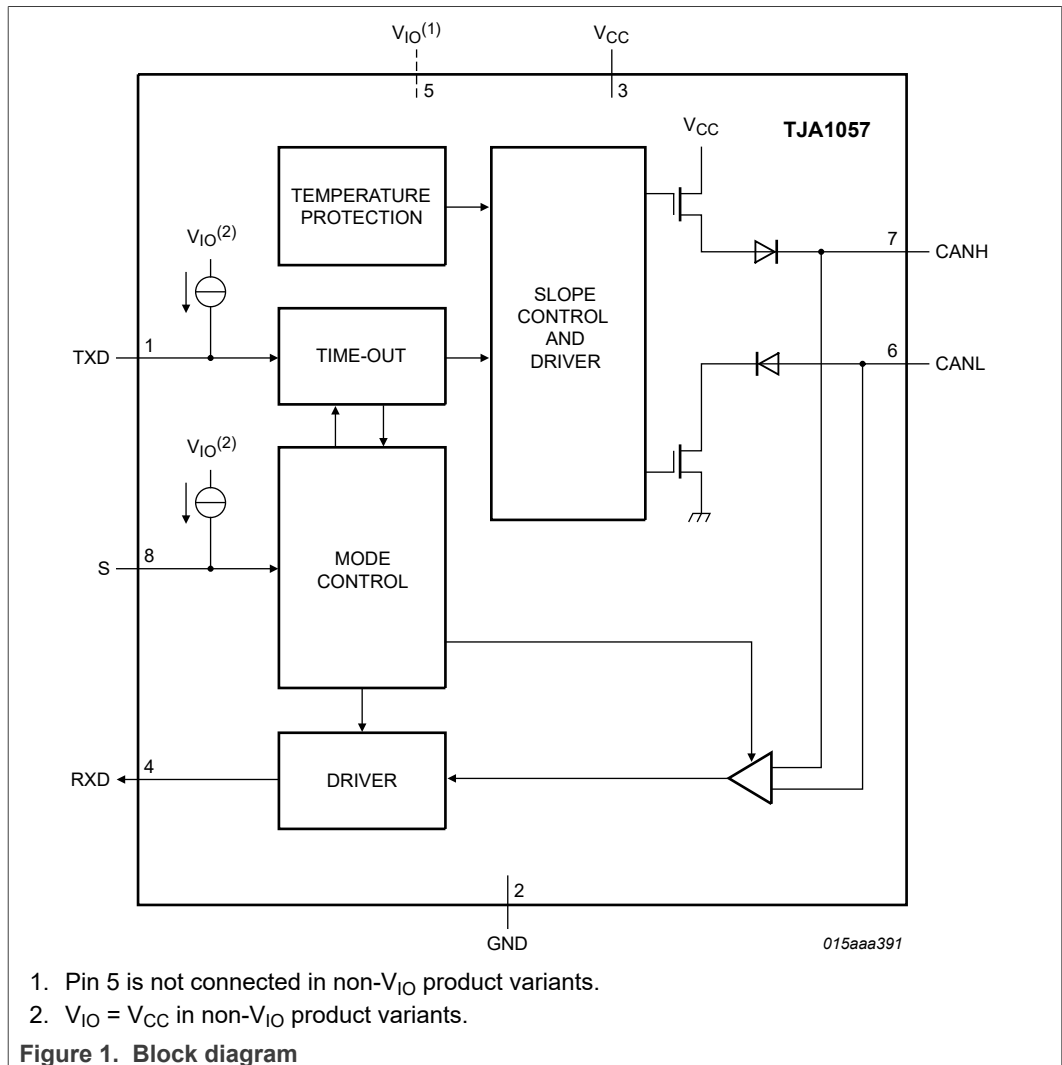 VIO(1)
VCC
5
3
TJA1057
VCC
TEMPERATURE
PROTECTION
VIO(2)
7
CANH
SLOPE
CONTROL
AND
DRIVER
TXD
1
TIME-OUT
6
CANL
VIO(2)
S
8
MODE
CONTROL
RXD
4
DRIVER
2
GND
015aaa391
1. Pin 5 is not connected in non-VIO product variants.
2. VIO = VCC in non-VIO product variants.
Figure 1. Block diagram